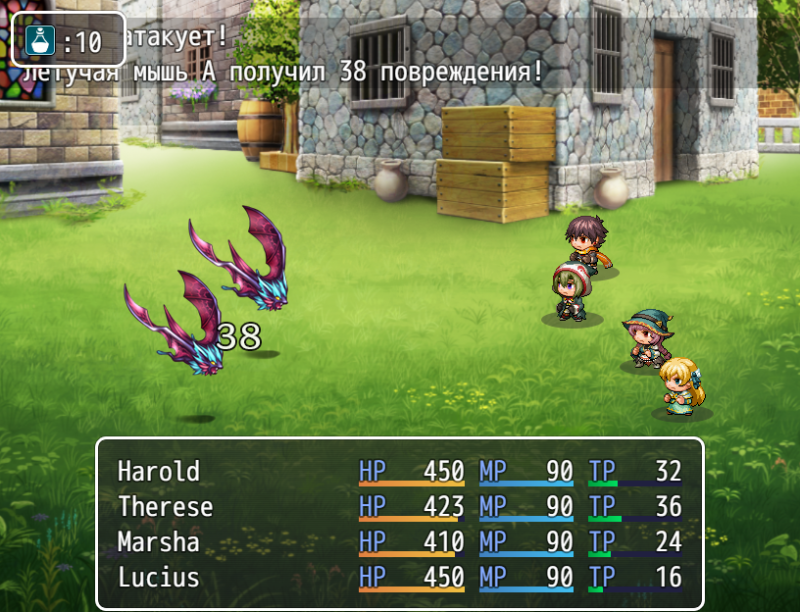 :10
атакует!
Летучая мышь А получил 38 повреждения!
38
Harold HP 450 MP 90 TP 32
Therese HP 423 MP 90 TP 36
Marsha HP 410 MP 90 TP 24
Lucius HP 450 MP 90 TP 16